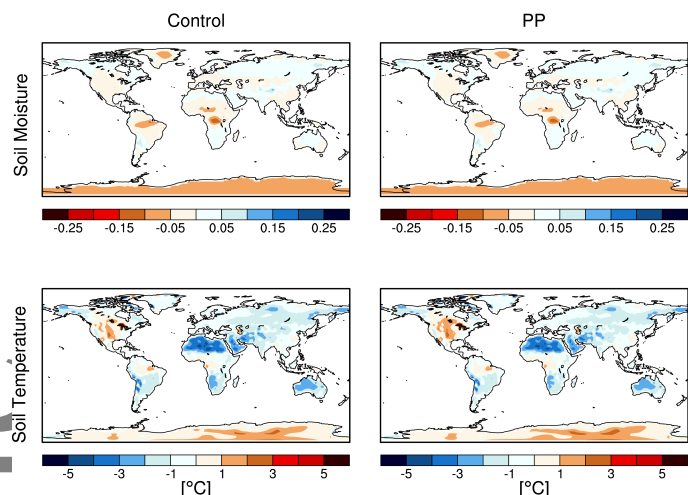 Control PP
Soil Moisture
-0.25 -0.15 -0.05 0.05 0.15 0.25 -0.25 -0.15 -0.05 0.05 0.15 0.25
Soil Temperature
-5 -3 -1 1 3 5 -5 -3 -1 1 3 5
[°C] [°C]